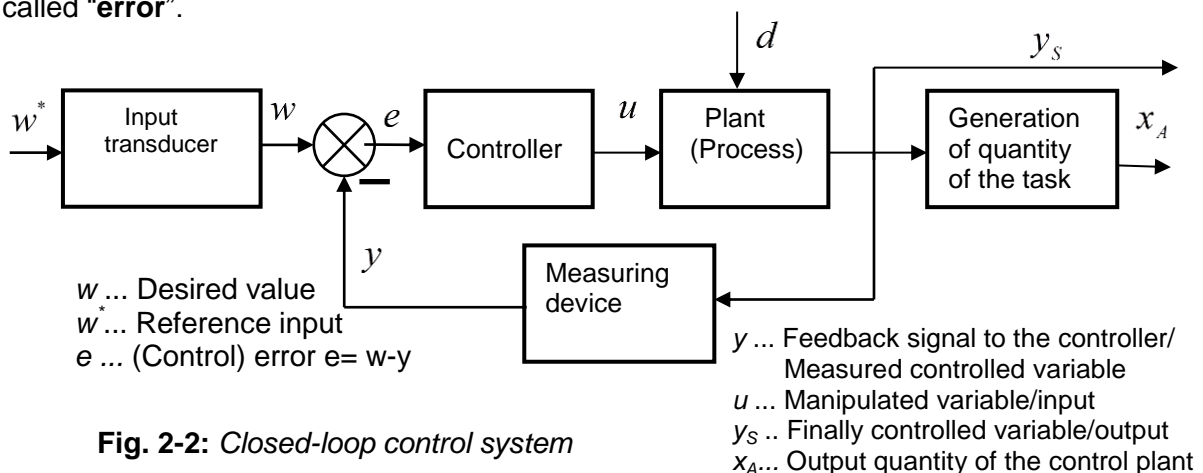 called "error".
d
y_S
w*
Input
transducer
w
e
Controller
u
Plant
(Process)
Generation
of quantity
of the task
x_A
y
Measuring
device
w ... Desired value
w*... Reference input
e ... (Control) error e= w-y
y ... Feedback signal to the controller/
Measured controlled variable
u ... Manipulated variable/input
y_S .. Finally controlled variable/output
x_A... Output quantity of the control plant
Fig. 2-2: Closed-loop control system